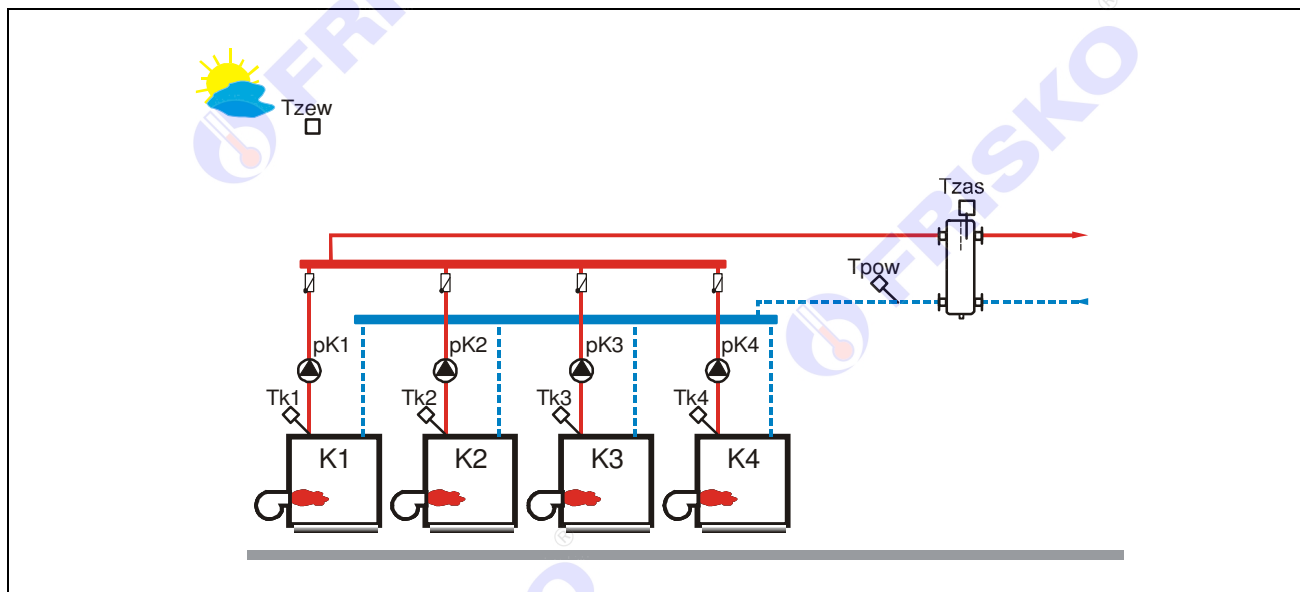 FRISKO®
Tzew
FRISKO®
Tzas
Tpow
pK1 pK2 pK3 pK4
Tk1 Tk2 Tk3 Tk4
K1 K2 K3 K4
®